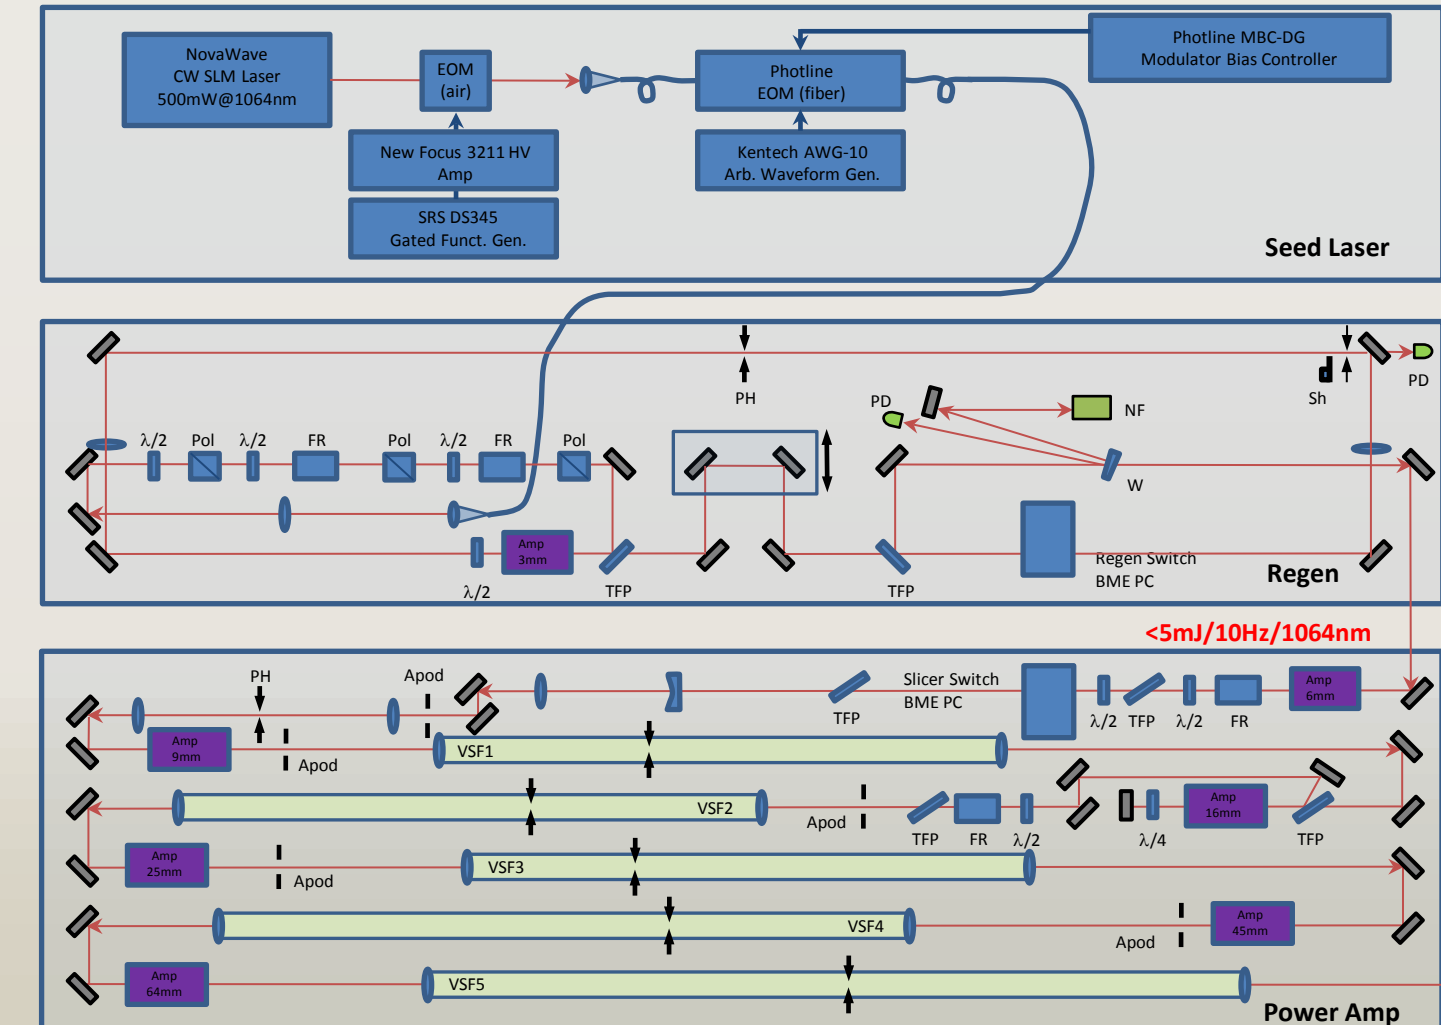 NovaWave
CW SLM Laser
500mW@1064nm
EOM
(air)
Photline
EOM (fiber)
Photline MBC-DG
Modulator Bias Controller
New Focus 3211 HV
Amp
Kentech AWG-10
Arb. Waveform Gen.
SRS DS345
Gated Funct. Gen.
Seed Laser
PH
Sh
PD
PD
NF
λ/2
Pol
λ/2
FR
Pol
λ/2
FR
Pol
W
Amp
3mm
λ/2
TFP
TFP
Regen Switch
BME PC
Regen
<5mJ/10Hz/1064nm
PH
Apod
TFP
Slicer Switch
BME PC
λ/2
TFP
λ/2
FR
Amp
6mm
Amp
9mm
Apod
VSF1
VSF2
Apod
TFP
FR
λ/2
λ/4
Amp
16mm
TFP
Amp
25mm
Apod
VSF3
VSF4
Apod
Amp
45mm
Amp
64mm
VSF5
Power Amp